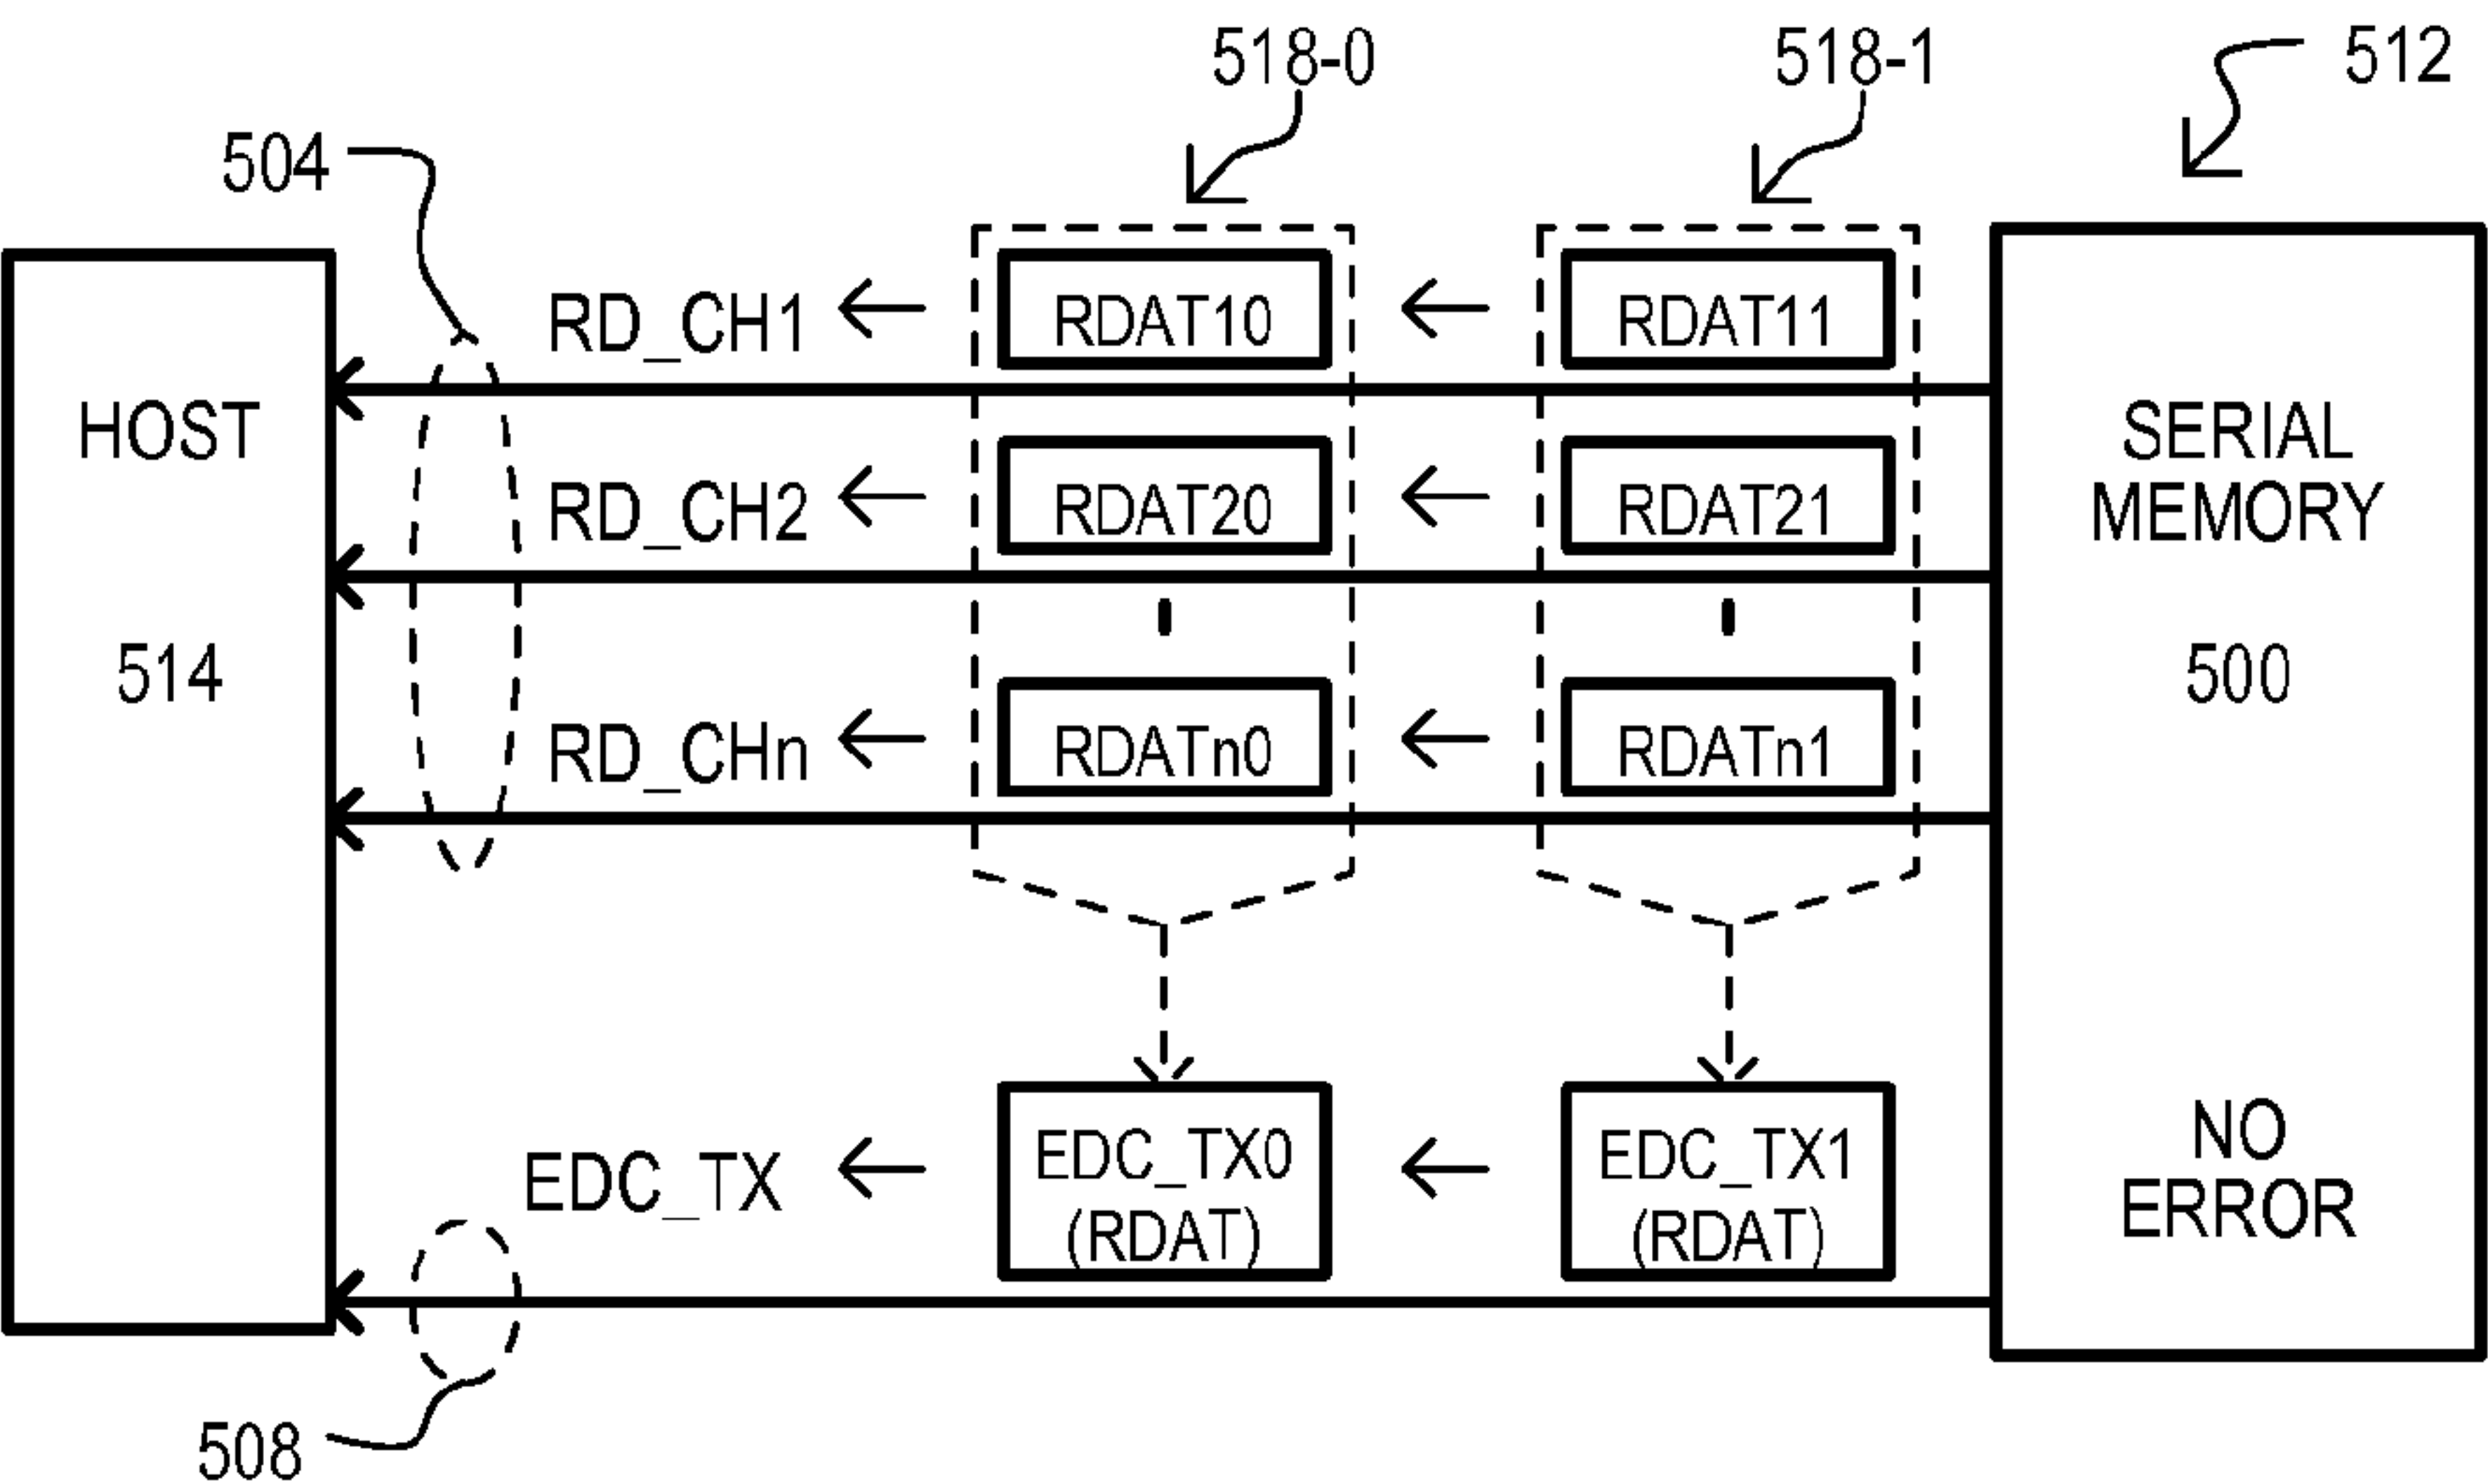 518-0
518-1
512
504
RD_CH1
RDAT10
RDAT11
HOST
514
RD_CH2
RDAT20
RDAT21
SERIAL
MEMORY
500
RD_CHn
RDATn0
RDATn1
EDC_TX
EDC_TX0
(RDAT)
EDC_TX1
(RDAT)
NO
ERROR
508